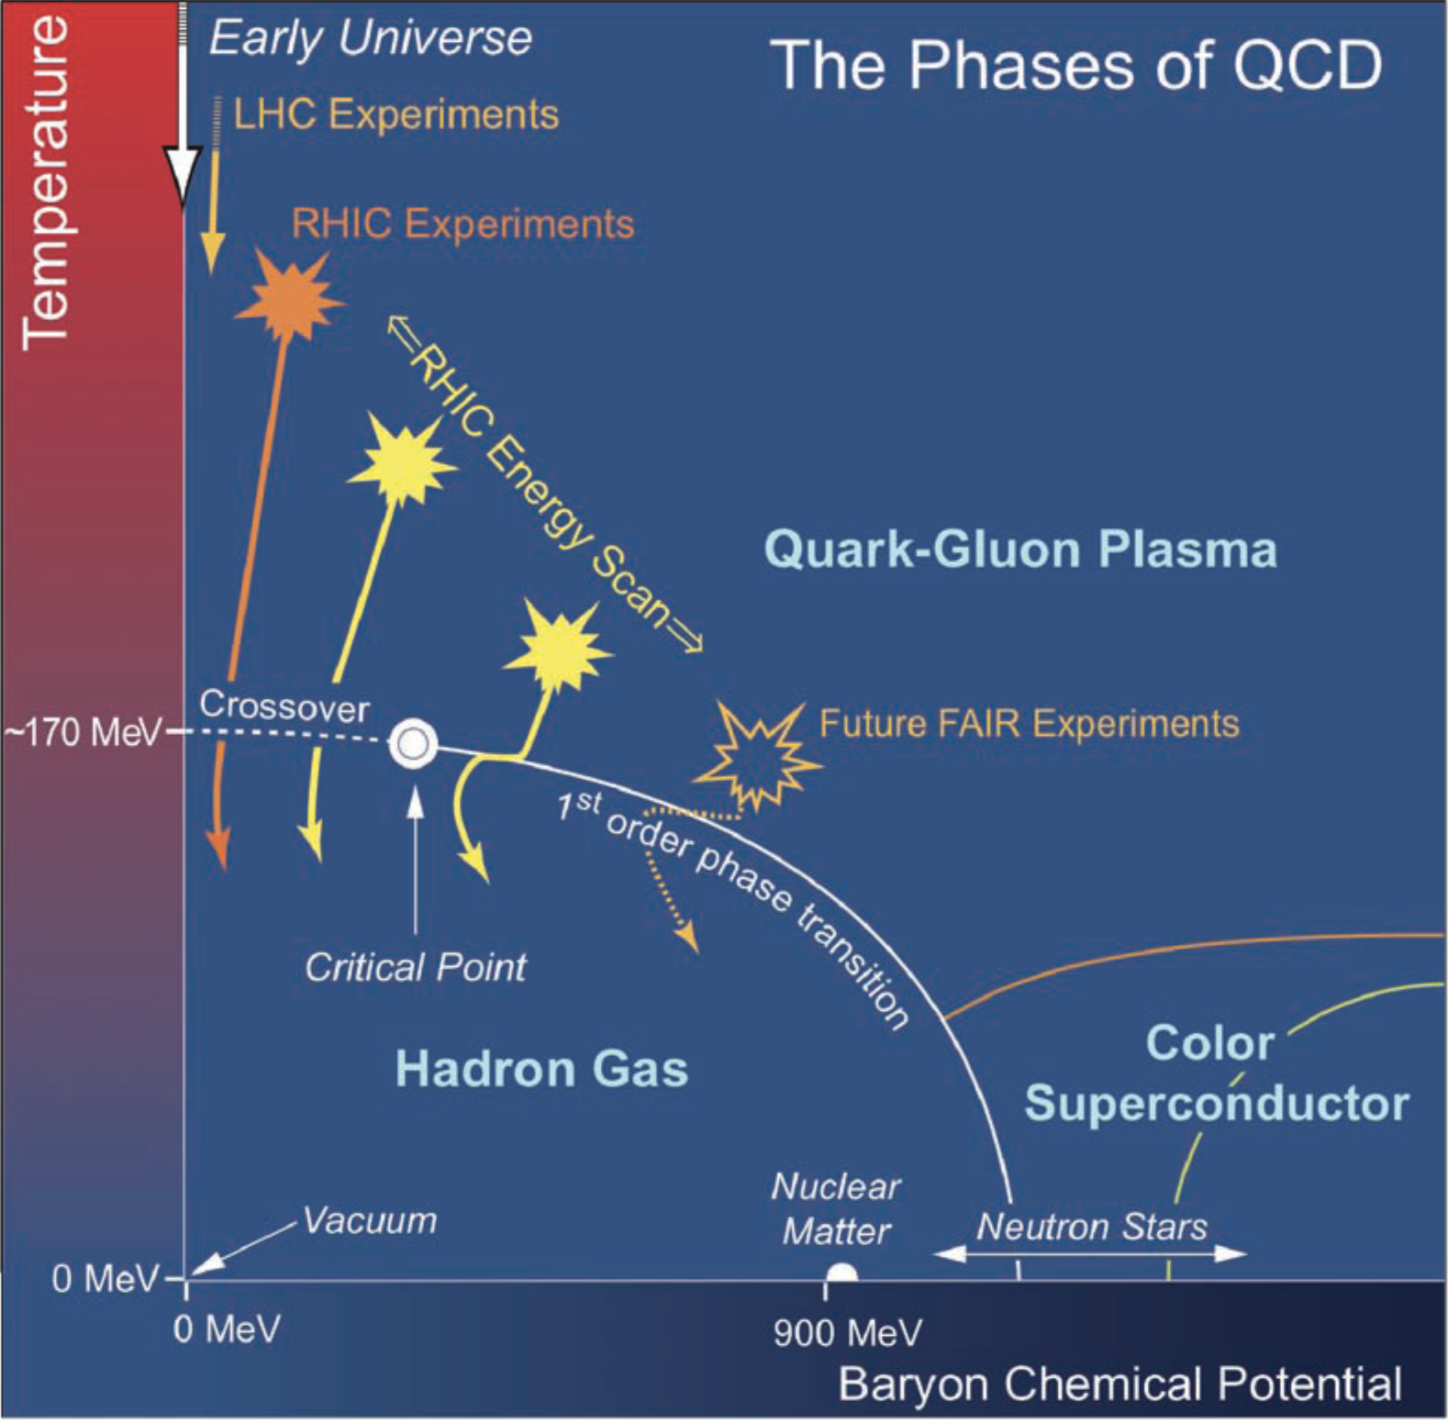 The Phases of QCD
Temperature
Early Universe
LHC Experiments
RHIC Experiments
⇐RHIC Energy Scan⇒
Quark-Gluon Plasma
Crossover
~170 MeV
Future FAIR Experiments
1st order phase transition
Critical Point
Hadron Gas
Color
Superconductor
Nuclear
Matter
Neutron Stars
Vacuum
0 MeV
0 MeV
900 MeV
Baryon Chemical Potential